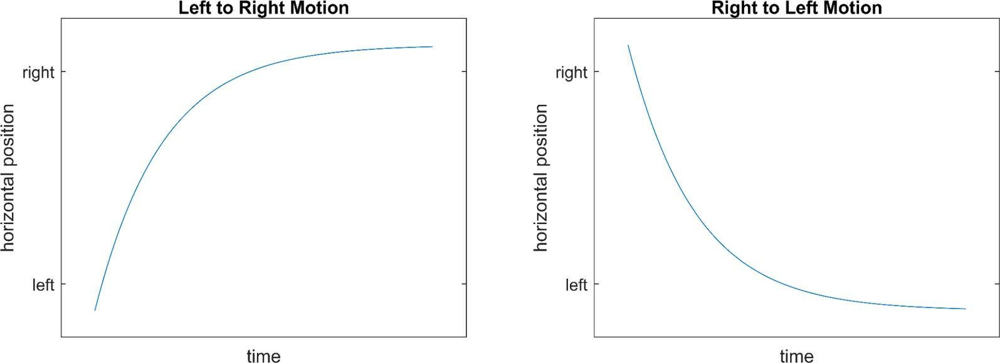 Left to Right Motion
right
left
horizontal position
time
Right to Left Motion
right
left
horizontal position
time